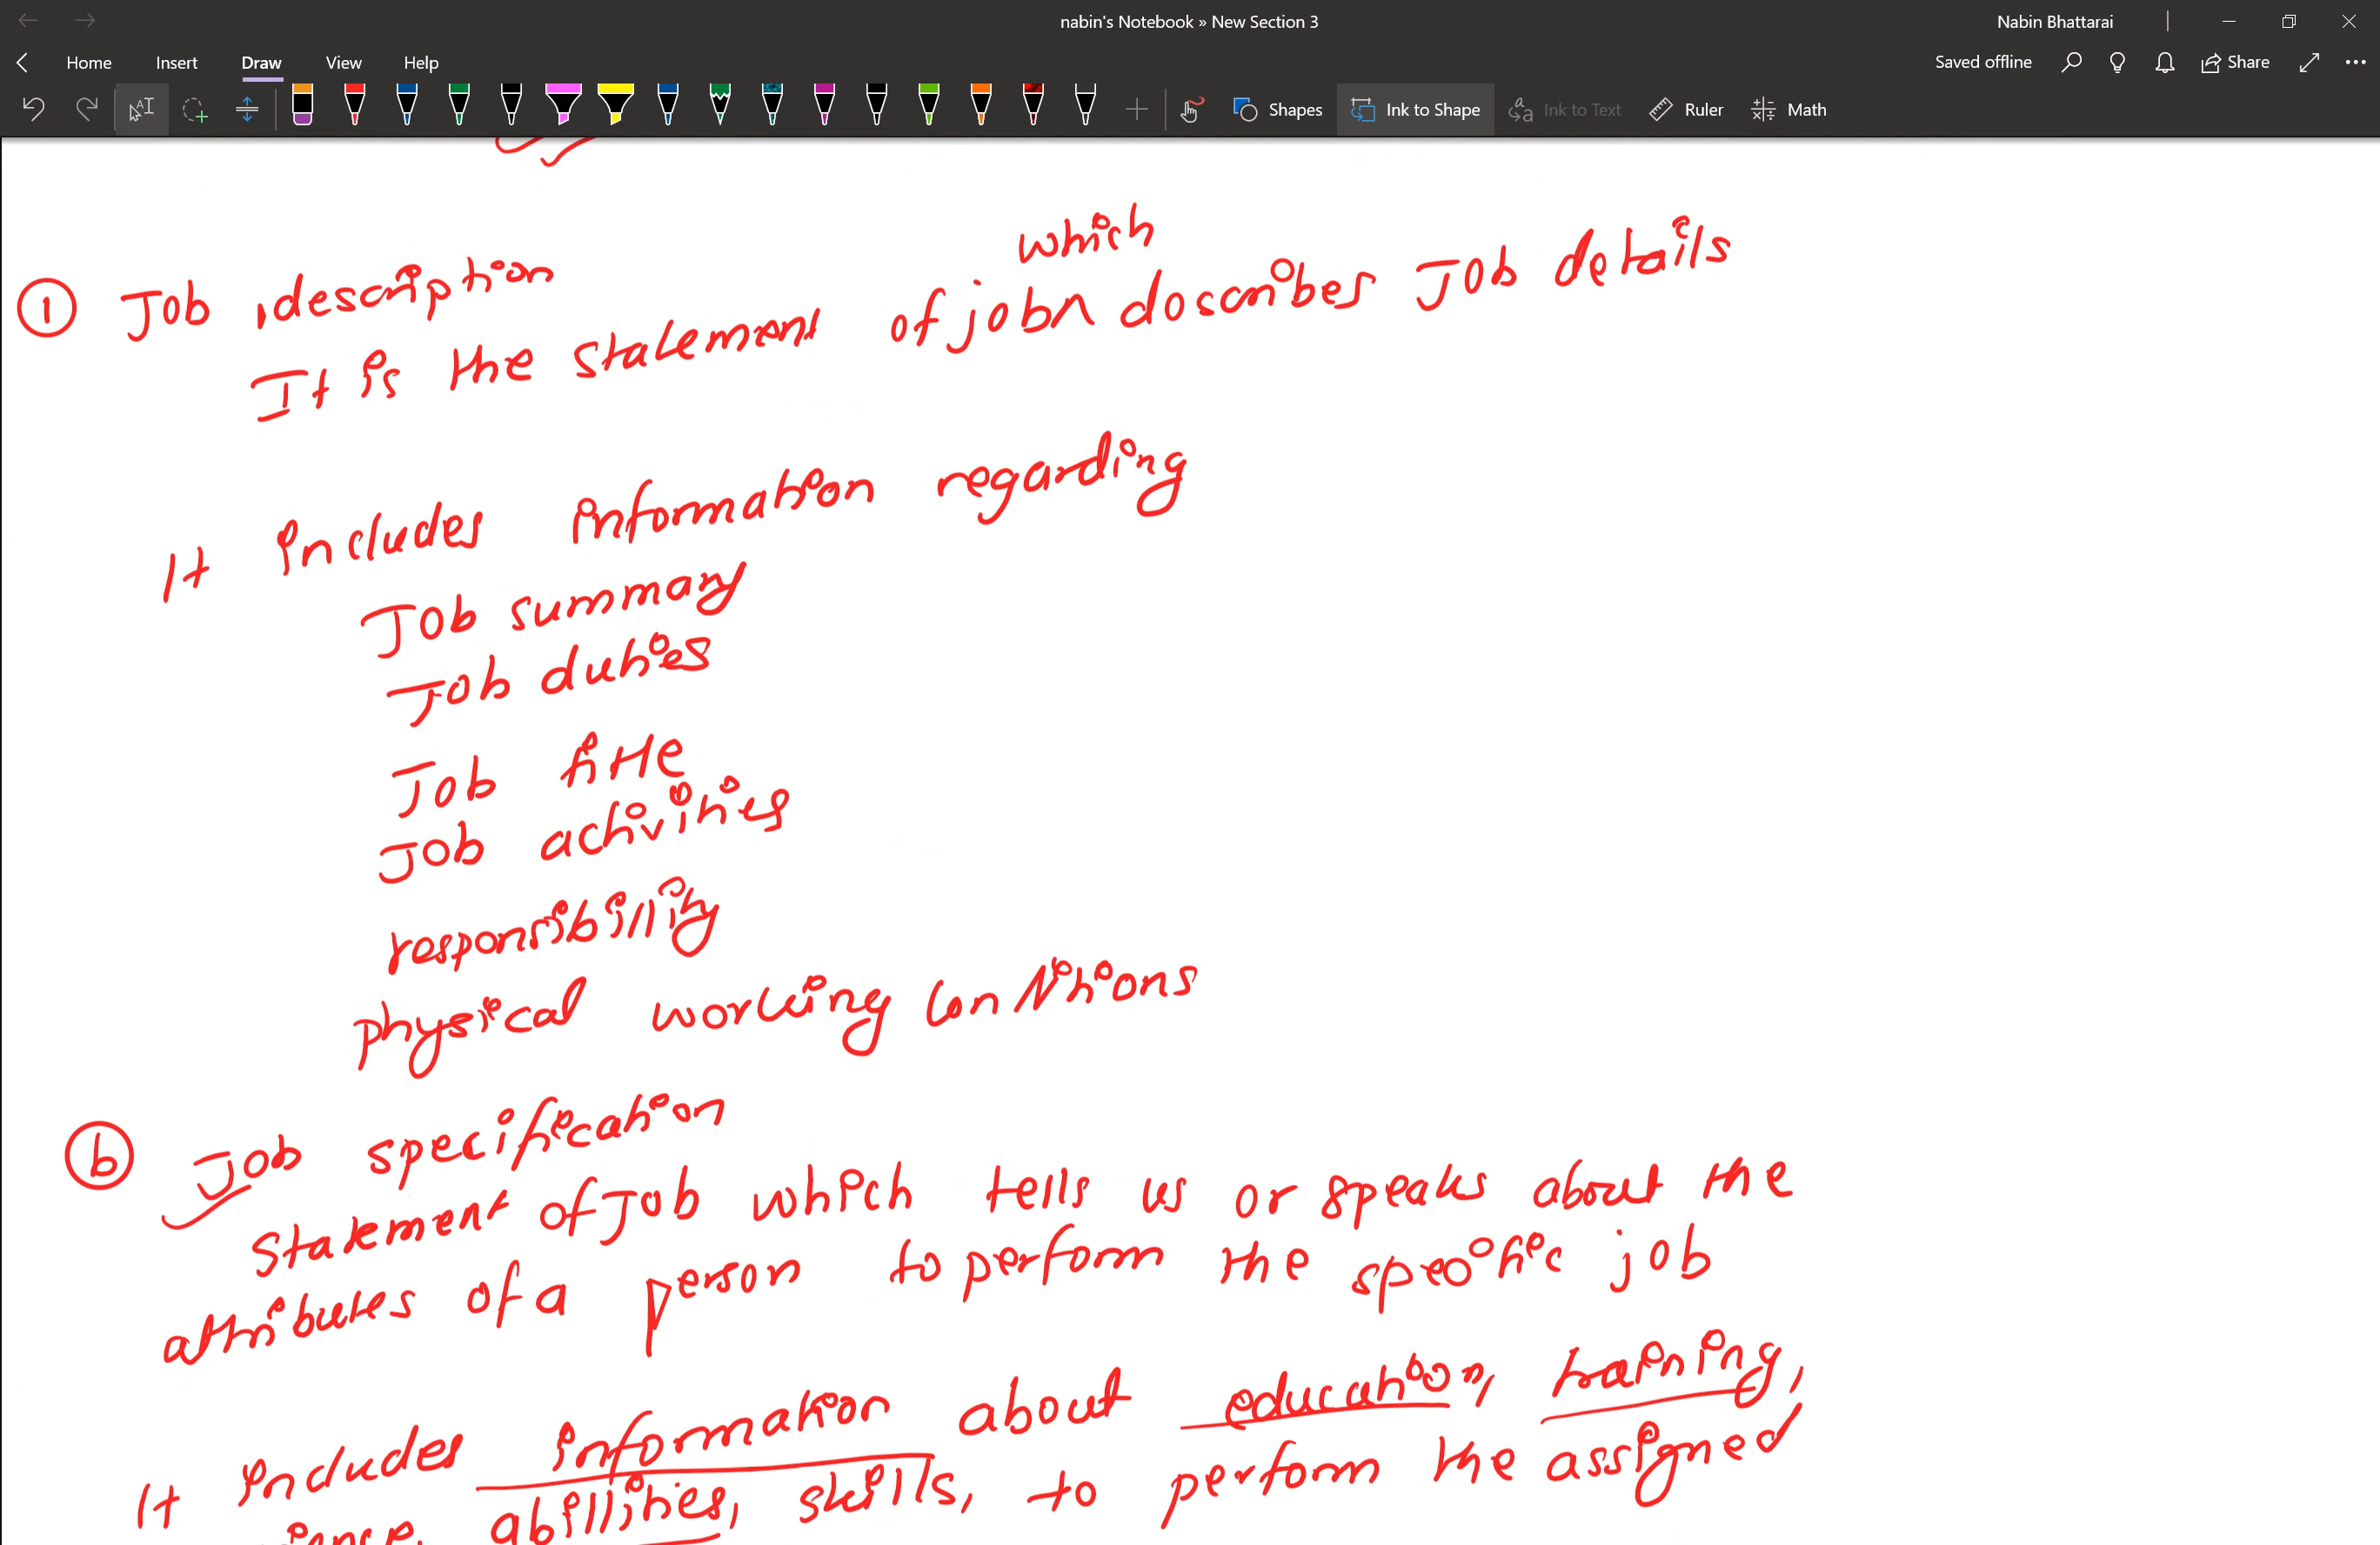 nabin's Notebook » New Section 3
Nabin Bhattarai
Home Insert Draw View Help
Saved offline
Share
Shapes Ink to Shape Ink to Text Ruler Math
which
① Job description
It is the statement of job describes Job details
It includes information regarding
Job summary
Job duties
Job title
Job activities
responsibility
physical working conditions
ⓑ Job specification
Statement of Job which tells us or speaks about the
attributes of a person to perform the specific job
It includes information about education, training,
abilities, skills, to perform the assigned